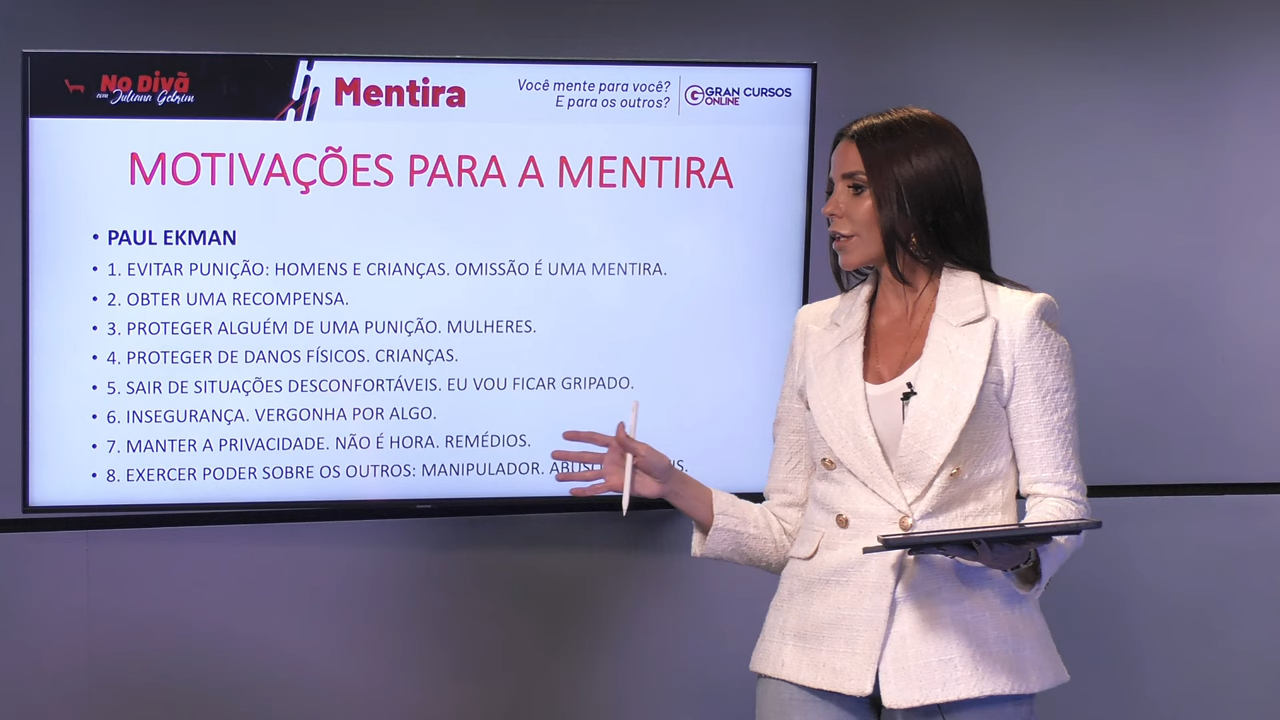 No Divã
com Juliana Gebrim
Mentira
Você mente para você?
E para os outros?
GRAN CURSOS
ONLINE
MOTIVAÇÕES PARA A MENTIRA
• PAUL EKMAN
• 1. EVITAR PUNIÇÃO: HOMENS E CRIANÇAS. OMISSÃO É UMA MENTIRA.
• 2. OBTER UMA RECOMPENSA.
• 3. PROTEGER ALGUÉM DE UMA PUNIÇÃO. MULHERES.
• 4. PROTEGER DE DANOS FÍSICOS. CRIANÇAS.
• 5. SAIR DE SITUAÇÕES DESCONFORTÁVEIS. EU VOU FICAR GRIPADO.
• 6. INSEGURANÇA. VERGONHA POR ALGO.
• 7. MANTER A PRIVACIDADE. NÃO É HORA. REMÉDIOS.
• 8. EXERCER PODER SOBRE OS OUTROS: MANIPULADOR.